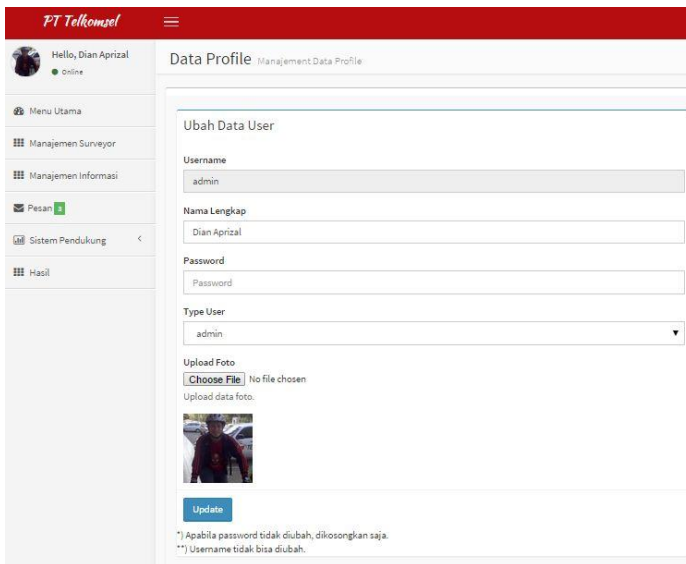 PT Telkomsel
Hello, Dian Aprizal
Online
Menu Utama
Manajemen Surveyor
Manajemen Informasi
Pesan
Sistem Pendukung
Hasil
Data Profile Manajement Data Profile
Ubah Data User
Username
admin
Nama Lengkap
Dian Aprizal
Password
Password
Type User
admin
Upload Foto
Choose File No file chosen
Upload data foto.
Update
*) Apabila password tidak diubah, dikosongkan saja.
**) Username tidak bisa diubah.